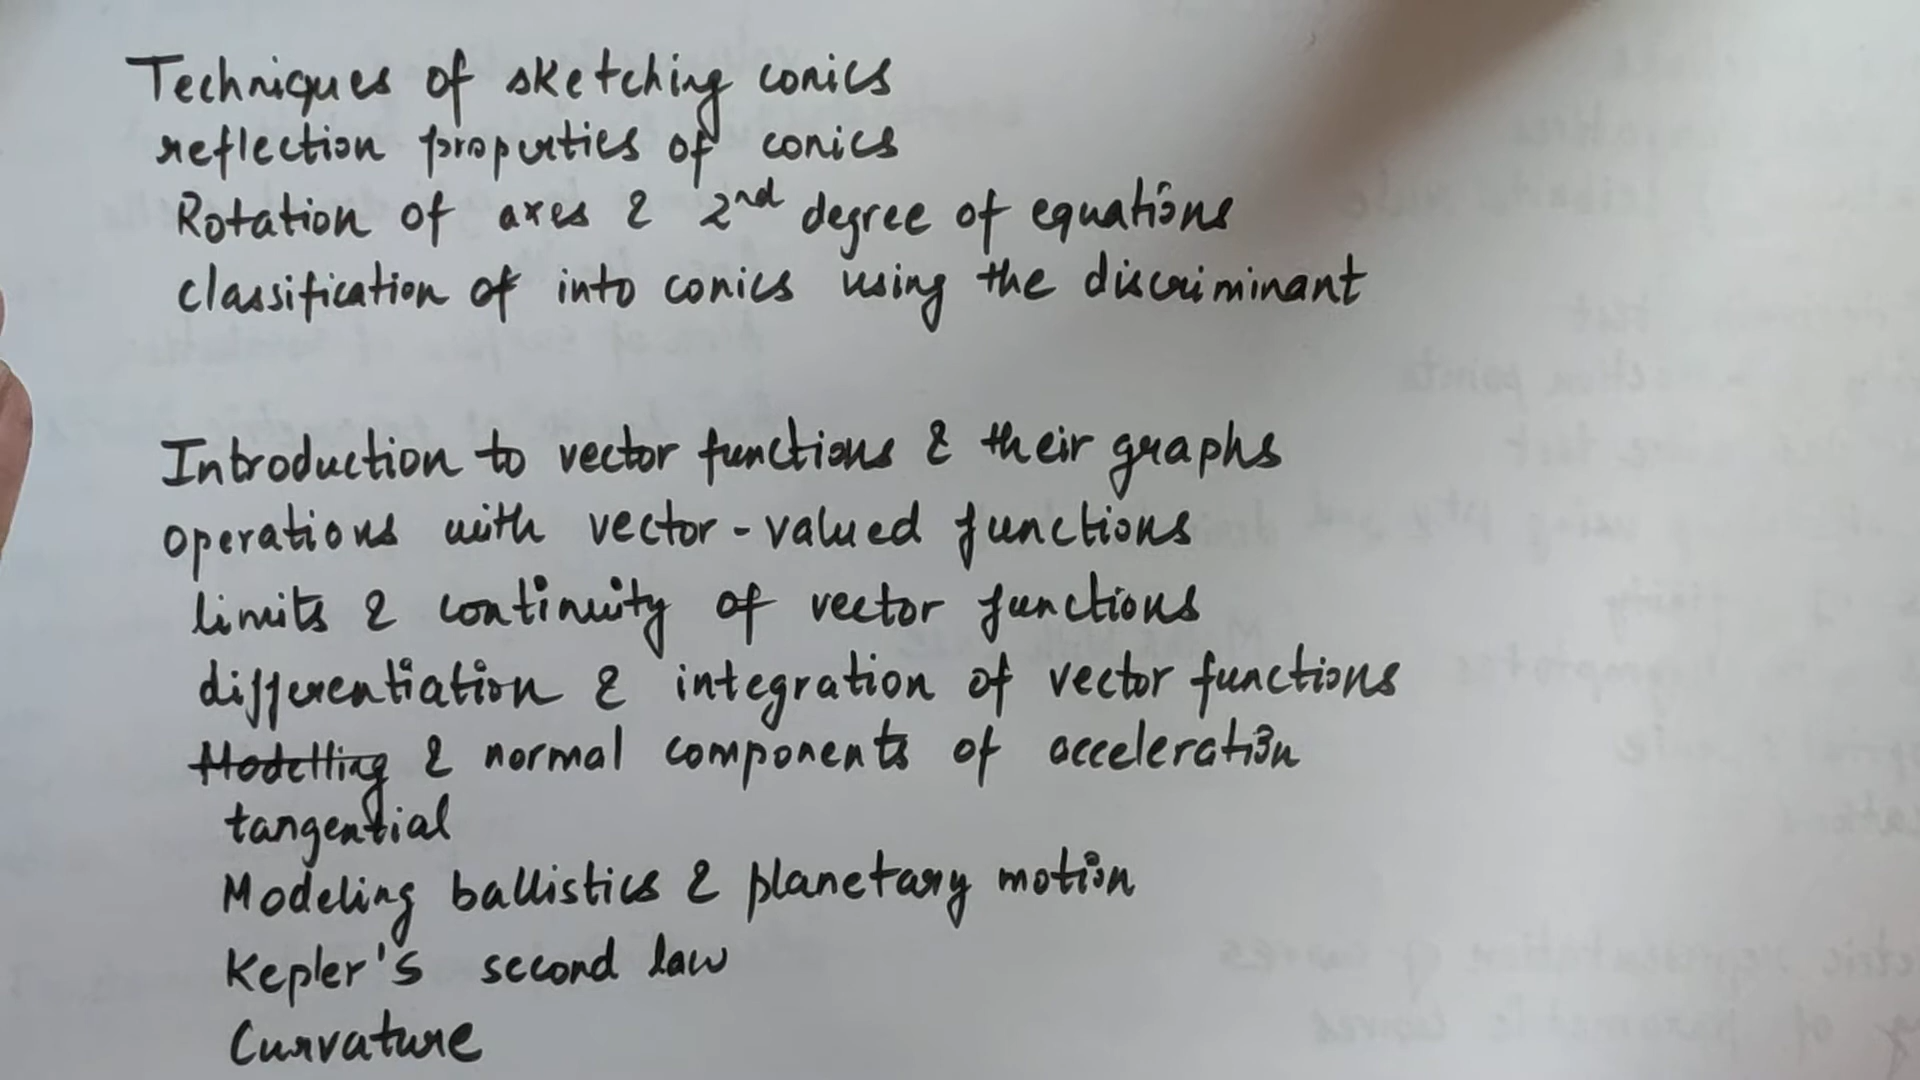 Techniques of sketching conics
reflection properties of conics
Rotation of axes & 2nd degree of equations
classification of into conics using the discriminant
Introduction to vector functions & their graphs
operations with vector-valued functions
limits & continuity of vector functions
differentiation & integration of vector functions
Modelling & normal components of acceleration
tangential
Modeling ballistics & planetary motion
Kepler's second law
Curvature